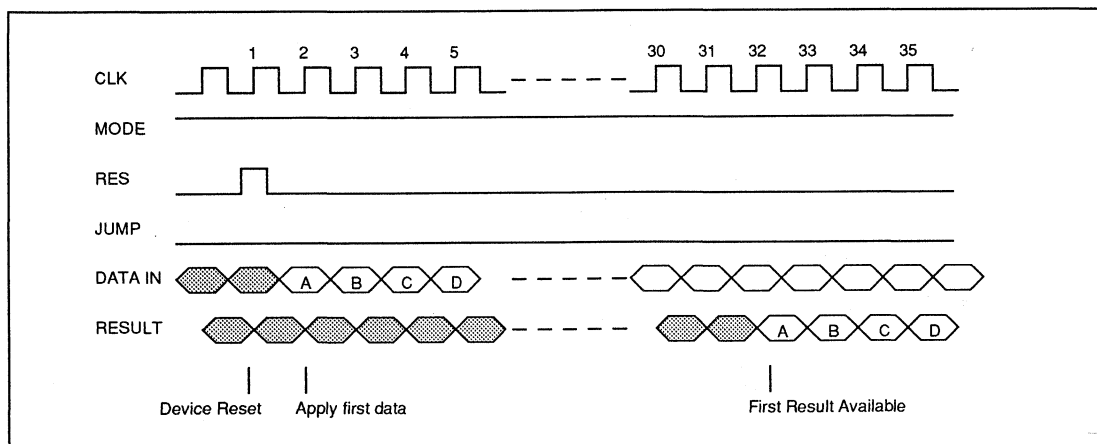 1 2 3 4 5 30 31 32 33 34 35
CLK
MODE
RES
JUMP
DATA IN A B C D
RESULT A B C D
Device Reset Apply first data First Result Available